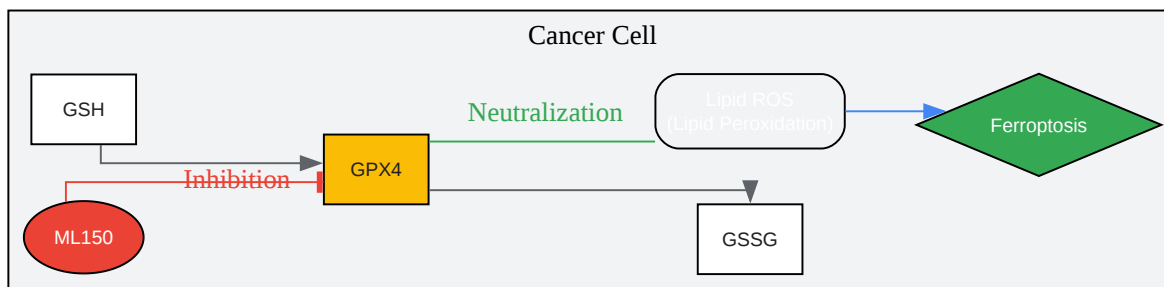 Cancer Cell
GSH
Neutralization
Lipid ROS
(Lipid Peroxidation)
Ferroptosis
GPX4
Inhibition
ML150
GSSG